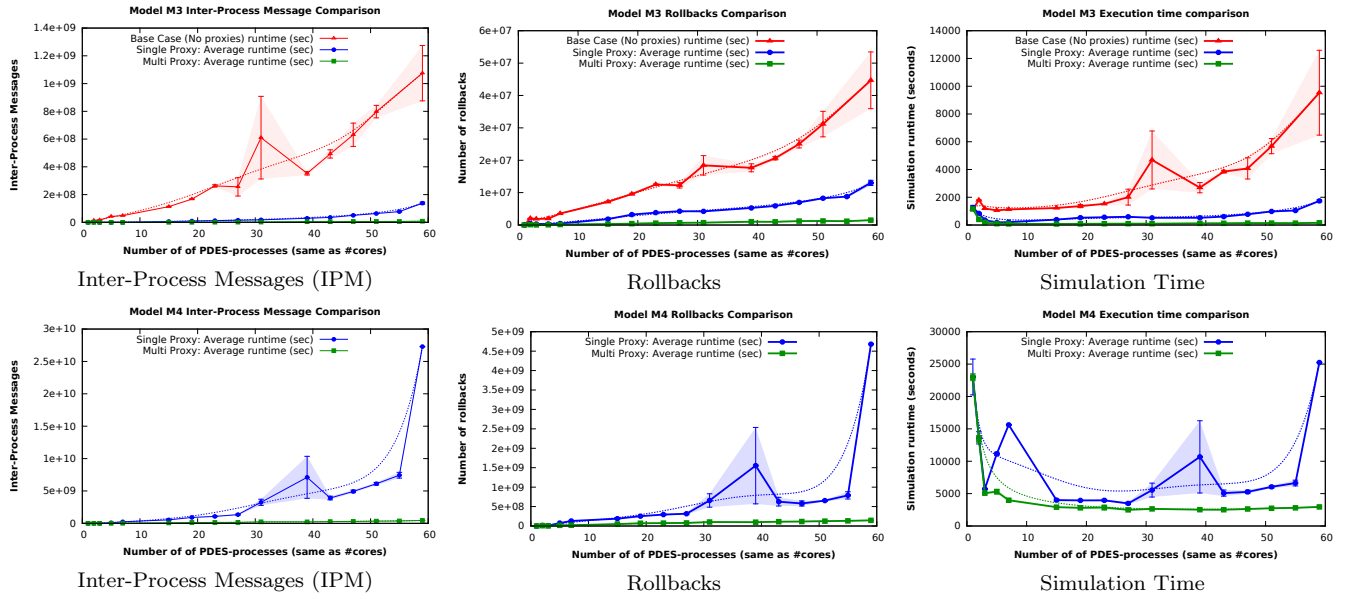 Model M3 Inter-Process Message Comparison
Inter-Process Messages
1.4e+09
1.2e+09
1e+09
8e+08
6e+08
4e+08
2e+08
0
Base Case (No proxies) runtime (sec)
Single Proxy: Average runtime (sec)
Multi Proxy: Average runtime (sec)
0 10 20 30 40 50 60
Number of of PDES-processes (same as #cores)
Inter-Process Messages (IPM)
Model M3 Rollbacks Comparison
Number of rollbacks
6e+07
5e+07
4e+07
3e+07
2e+07
1e+07
0
Base Case (No proxies) runtime (sec)
Single Proxy: Average runtime (sec)
Multi Proxy: Average runtime (sec)
0 10 20 30 40 50 60
Number of of PDES-processes (same as #cores)
Rollbacks
Model M3 Execution time comparison
Simulation runtime (seconds)
14000
12000
10000
8000
6000
4000
2000
0
Base Case (No proxies) runtime (sec)
Single Proxy: Average runtime (sec)
Multi Proxy: Average runtime (sec)
0 10 20 30 40 50 60
Number of of PDES-processes (same as #cores)
Simulation Time
Model M4 Inter-Process Message Comparison
Inter-Process Messages
3e+10
2e+10
2e+10
1e+10
5e+09
0
Single Proxy: Average runtime (sec)
Multi Proxy: Average runtime (sec)
0 10 20 30 40 50 60
Number of of PDES-processes (same as #cores)
Inter-Process Messages (IPM)
Model M4 Rollbacks Comparison
Number of rollbacks
5e+09
4e+09
4e+09
4e+09
3e+09
2e+09
2e+09
2e+09
1e+09
5e+08
0
Single Proxy: Average runtime (sec)
Multi Proxy: Average runtime (sec)
0 10 20 30 40 50 60
Number of of PDES-processes (same as #cores)
Rollbacks
Model M4 Execution time comparison
Simulation runtime (seconds)
30000
25000
20000
15000
10000
5000
0
Single Proxy: Average runtime (sec)
Multi Proxy: Average runtime (sec)
0 10 20 30 40 50 60
Number of of PDES-processes (same as #cores)
Simulation Time